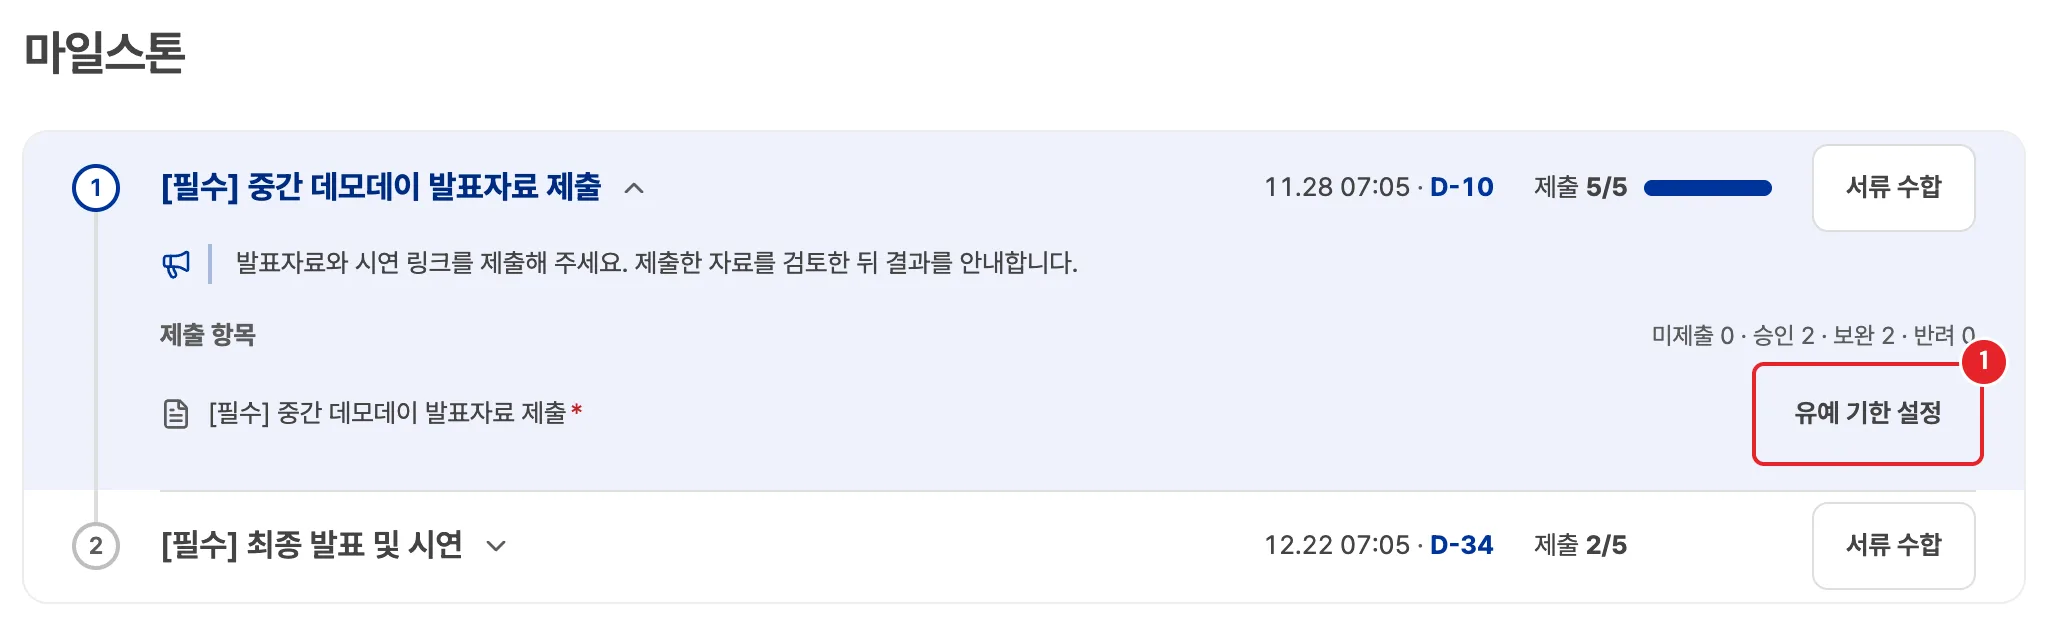 마일스톤
1 [필수] 중간 데모데이 발표자료 제출 11.28 07:05 · D-10 제출 5/5 서류 수합
발표자료와 시연 링크를 제출해 주세요. 제출한 자료를 검토한 뒤 결과를 안내합니다.
제출 항목 미제출 0 · 승인 2 · 보완 2 · 반려 0
1
[필수] 중간 데모데이 발표자료 제출* 유예 기한 설정
2 [필수] 최종 발표 및 시연 12.22 07:05 · D-34 제출 2/5 서류 수합